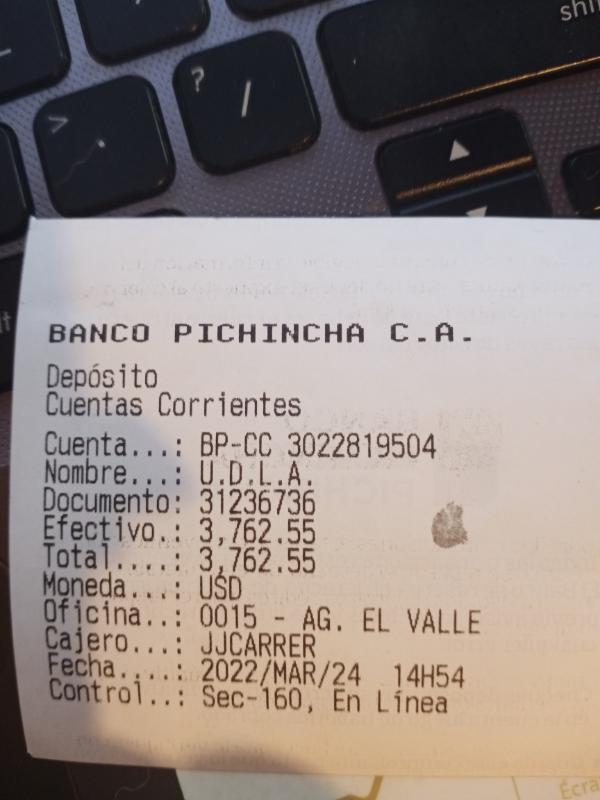 shif
?
/
>
.
BANCO PICHINCHA C.A.
Depósito
Cuentas Corrientes
Cuenta...: BP-CC 3022819504
Nombre...: U.D.L.A.
Documento: 31236736
Efectivo.: 3,762.55
Total....: 3,762.55
Moneda...: USD
Oficina..: 0015 - AG. EL VALLE
Cajero...: JJCARRER
Fecha....: 2022/MAR/24 14H54
Control..: Sec-160, En Línea
Écra